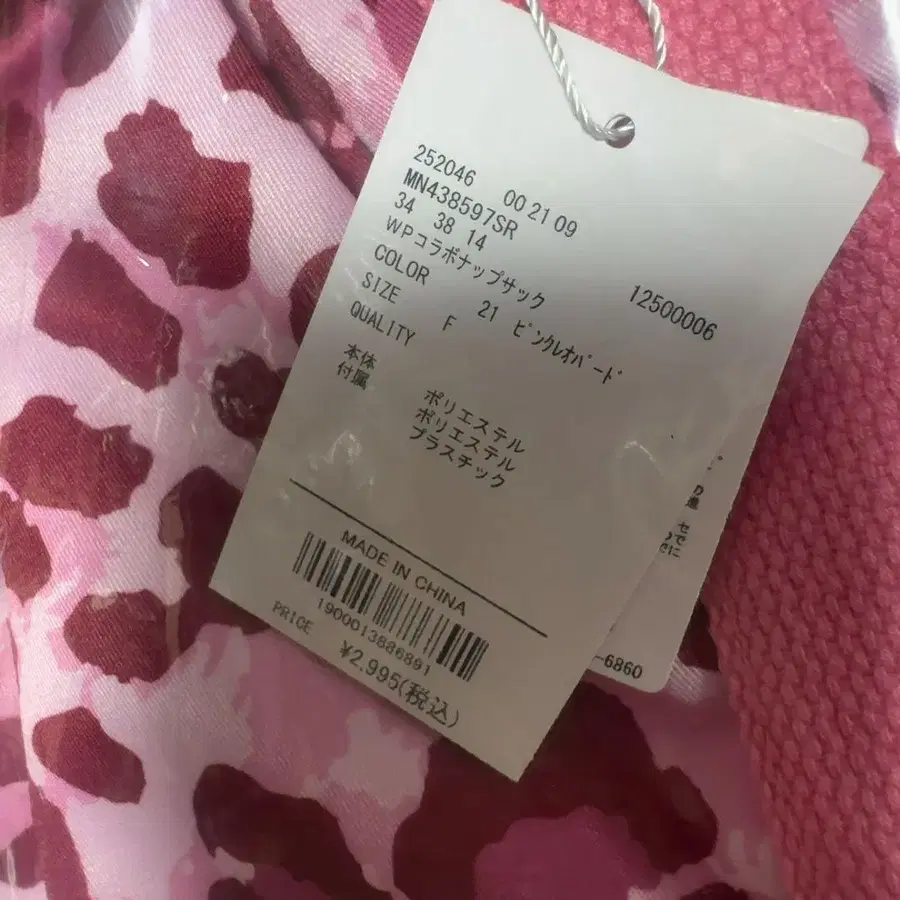 252046 00 21 09
MN438597SR
34 38 14
WPコラボナップサック
12500006
COLOR 21 ピンクレオパード
SIZE F
QUALITY
本体 ポリエステル
付属 ポリエステル
プラスチック
MADE IN CHINA
1900013886891
PRICE ¥2,995(税込)
-6860